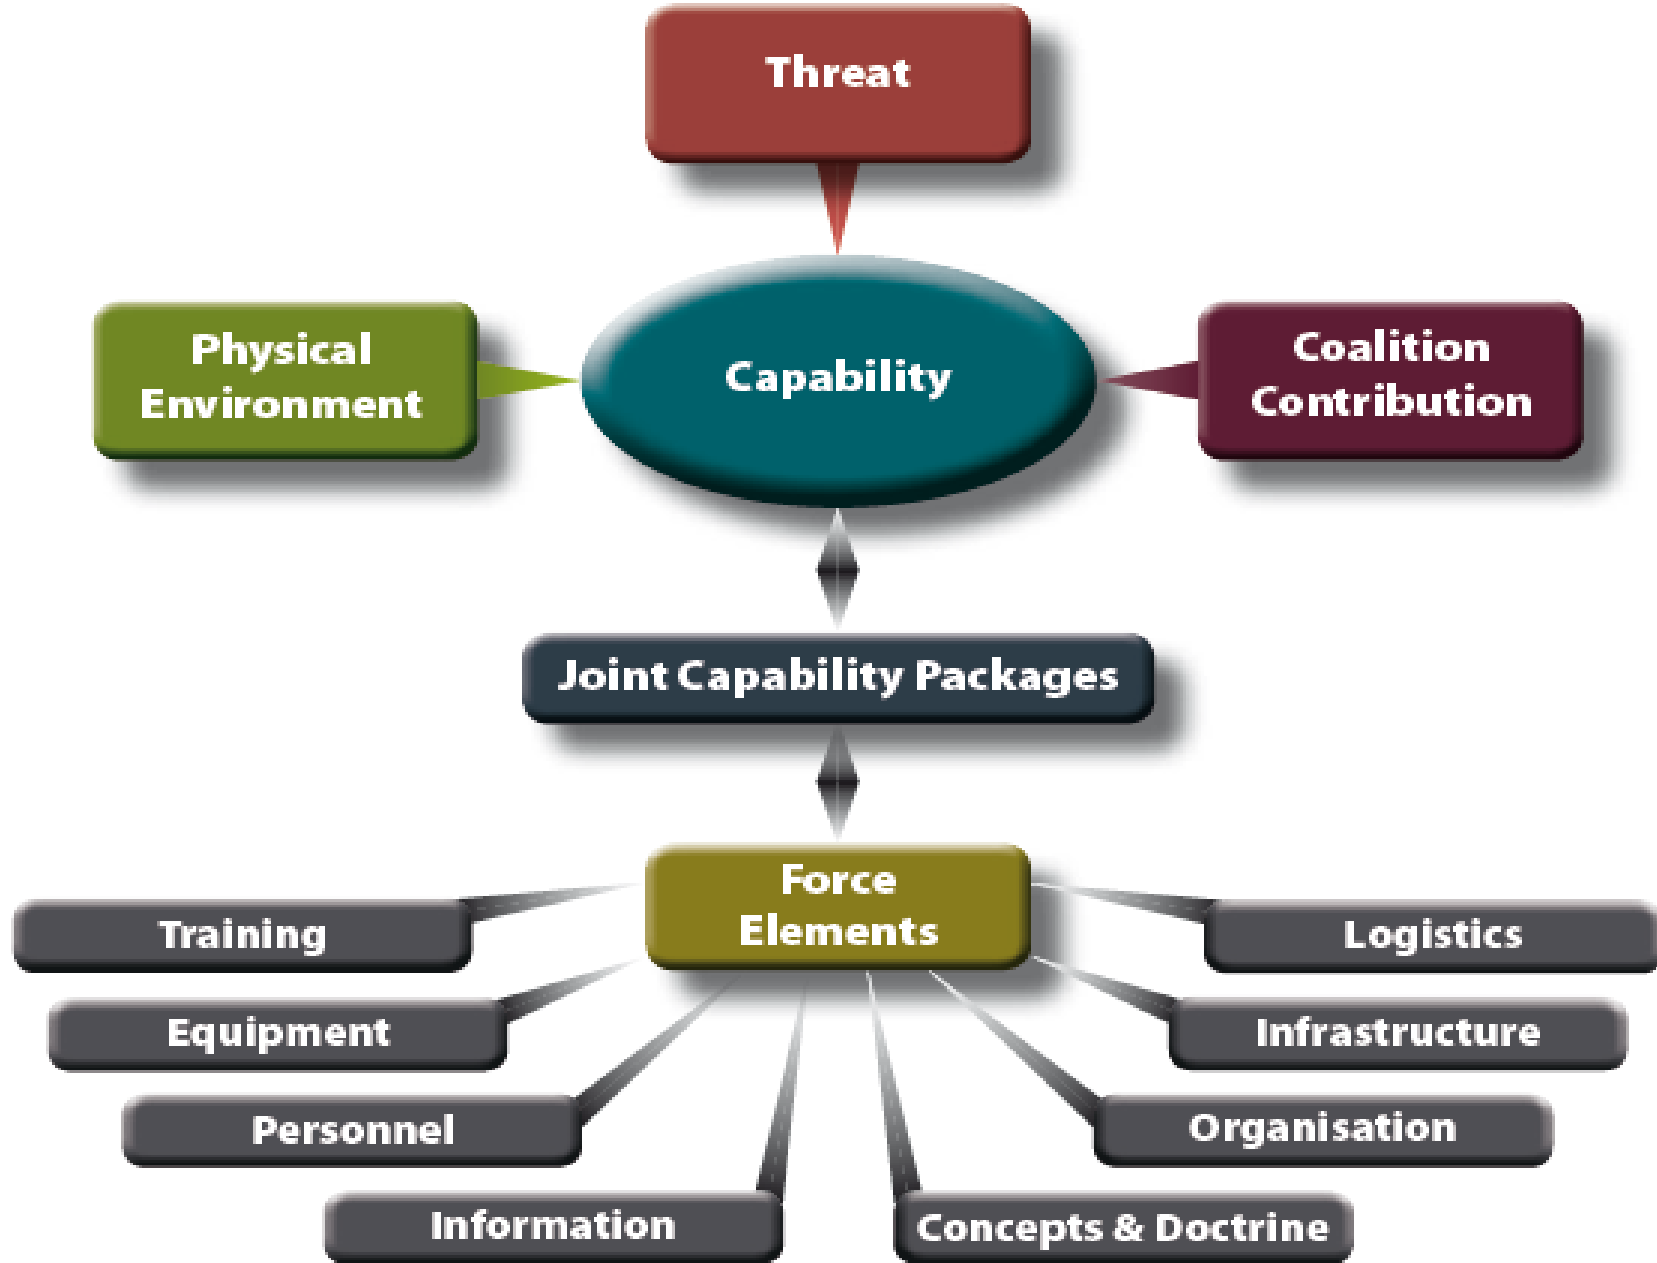 Threat
Physical
Environment
Capability
Coalition
Contribution
Joint Capability Packages
Force
Elements
Training
Logistics
Equipment
Infrastructure
Personnel
Organisation
Information
Concepts & Doctrine